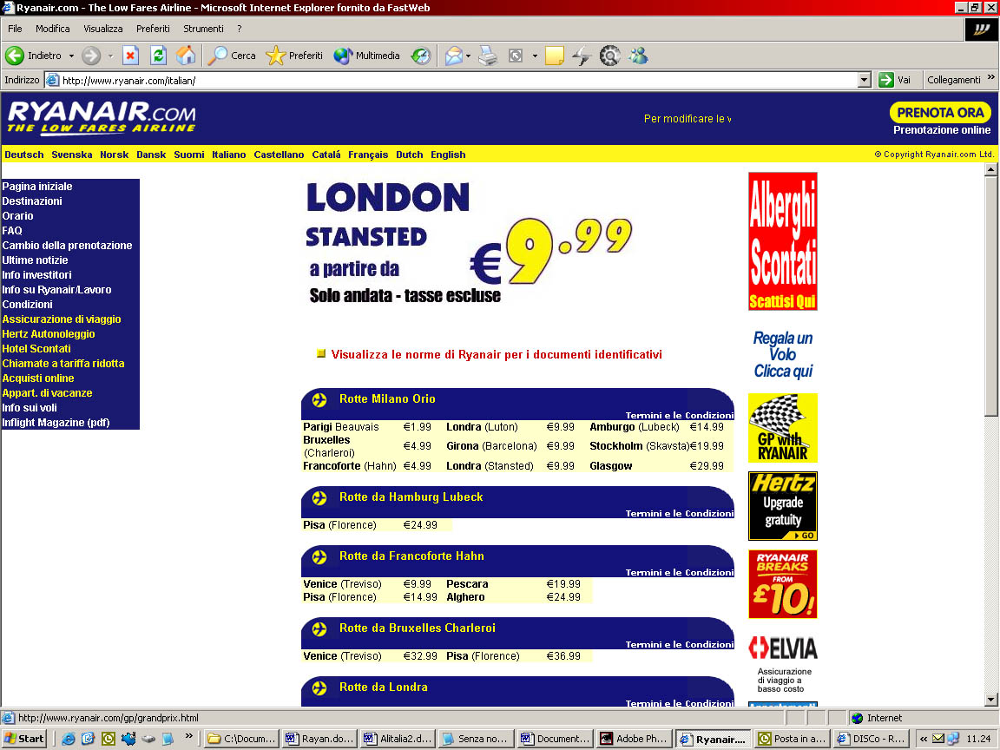 Ryanair.com - The Low Fares Airline - Microsoft Internet Explorer fornito da FastWeb
File Modifica Visualizza Preferiti Strumenti ?
Indietro Cerca Preferiti Multimedia
Indirizzo http://www.ryanair.com/italian/ Vai Collegamenti »
RYANAIR.COM
THE LOW FARES AIRLINE
Per modificare le v
PRENOTA ORA
Prenotazione online
Deutsch Svenska Norsk Dansk Suomi Italiano Castellano Catalá Français Dutch English © Copyright Ryanair.com Ltd.
Pagina iniziale
Destinazioni
Orario
FAQ
Cambio della prenotazione
Ultime notizie
Info investitori
Info su Ryanair/Lavoro
Condizioni
Assicurazione di viaggio
Hertz Autonoleggio
Hotel Scontati
Chiamate a tariffa ridotta
Acquisti online
Appart. di vacanze
Info sui voli
Inflight Magazine (pdf)
LONDON
STANSTED
a partire da
€9.99
Solo andata - tasse escluse
Visualizza le norme di Ryanair per i documenti identificativi
Rotte Milano Orio
Termini e le Condizioni
Parigi Beauvais €1.99 Londra (Luton) €9.99 Amburgo (Lubeck) €14.99
Bruxelles
(Charleroi) €4.99 Girona (Barcelona) €9.99 Stockholm (Skavsta)€19.99
Francoforte (Hahn) €4.99 Londra (Stansted) €9.99 Glasgow €29.99
Rotte da Hamburg Lubeck
Termini e le Condizioni
Pisa (Florence) €24.99
Rotte da Francoforte Hahn
Termini e le Condizioni
Venice (Treviso) €9.99 Pescara €19.99
Pisa (Florence) €14.99 Alghero €24.99
Rotte da Bruxelles Charleroi
Termini e le Condizioni
Venice (Treviso) €32.99 Pisa (Florence) €36.99
Rotte da Londra
Termini e le Condizioni
Alberghi
Scontati
Scattisi Qui
Regala un
Volo
Clicca qui
GP with
RYANAIR
Hertz
Upgrade
gratuity
GO
RYANAIR
BREAKS
FROM
£10!
ELVIA
Assicurazione
di viaggio a
basso costo
http://www.ryanair.com/gp/grandprix.html Internet
Start » C:\Docum... Rayan.do... Alitalia2.d... Senza no... Document... Adobe Ph... Ryanair.... Posta in a... DISCo - R... « 11.24